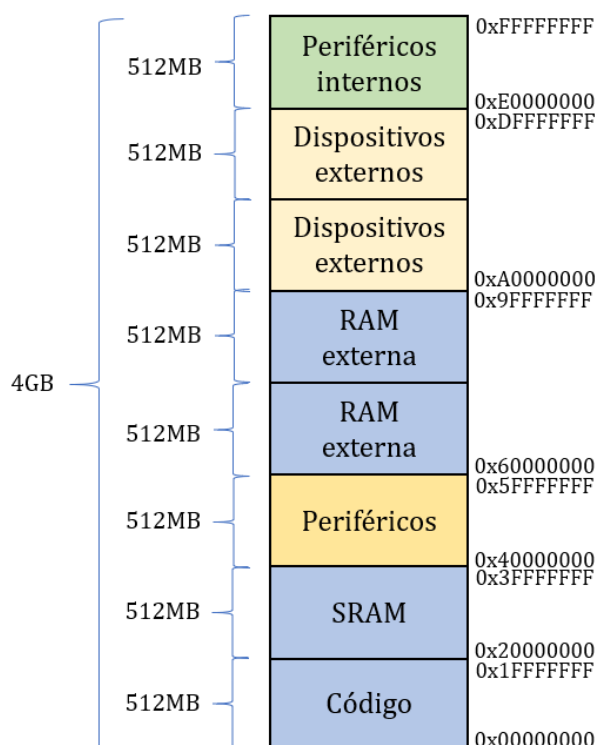 0xFFFFFFFF
512MB
Periféricos
internos
0xE0000000
0xDFFFFFFF
512MB
Dispositivos
externos
512MB
Dispositivos
externos
0xA0000000
0x9FFFFFFF
512MB
RAM
externa
4GB
512MB
RAM
externa
0x60000000
0x5FFFFFFF
512MB
Periféricos
0x40000000
0x3FFFFFFF
512MB
SRAM
0x20000000
0x1FFFFFFF
512MB
Código
0x00000000